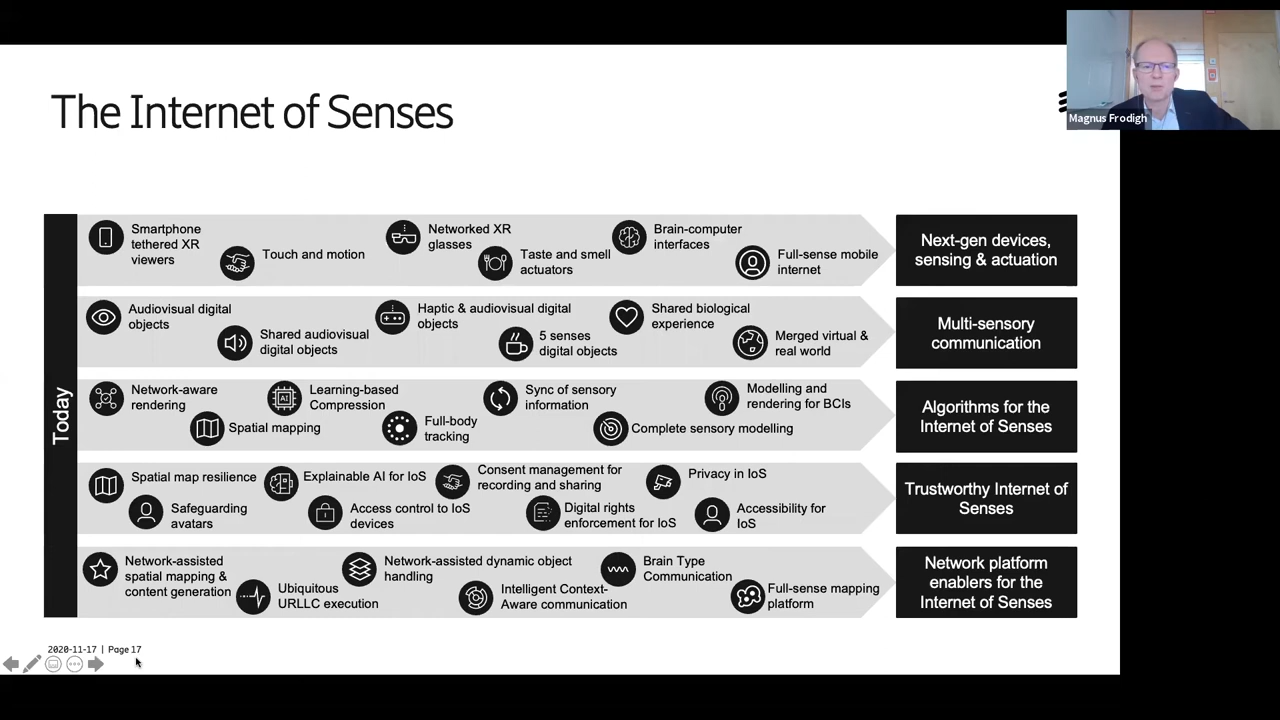 The Internet of Senses
Magnus Frodigh
Today
Smartphone
tethered XR
viewers
Touch and motion
Networked XR
glasses
Taste and smell
actuators
Brain-computer
interfaces
Full-sense mobile
internet
Next-gen devices,
sensing & actuation
Audiovisual digital
objects
Shared audiovisual
digital objects
Haptic & audiovisual digital
objects
5 senses
digital objects
Shared biological
experience
Merged virtual &
real world
Multi-sensory
communication
Network-aware
rendering
Spatial mapping
AI
Learning-based
Compression
Full-body
tracking
Sync of sensory
information
Complete sensory modelling
Modelling and
rendering for BCIs
Algorithms for the
Internet of Senses
Spatial map resilience
Safeguarding
avatars
Explainable AI for IoS
Access control to IoS
devices
Consent management for
recording and sharing
Digital rights
enforcement for IoS
Privacy in IoS
Accessibility for
IoS
Trustworthy Internet of
Senses
Network-assisted
spatial mapping &
content generation
Ubiquitous
URLLC execution
Network-assisted dynamic object
handling
Intelligent Context-
Aware communication
Brain Type
Communication
Full-sense mapping
platform
Network platform
enablers for the
Internet of Senses
2020-11-17 | Page 17